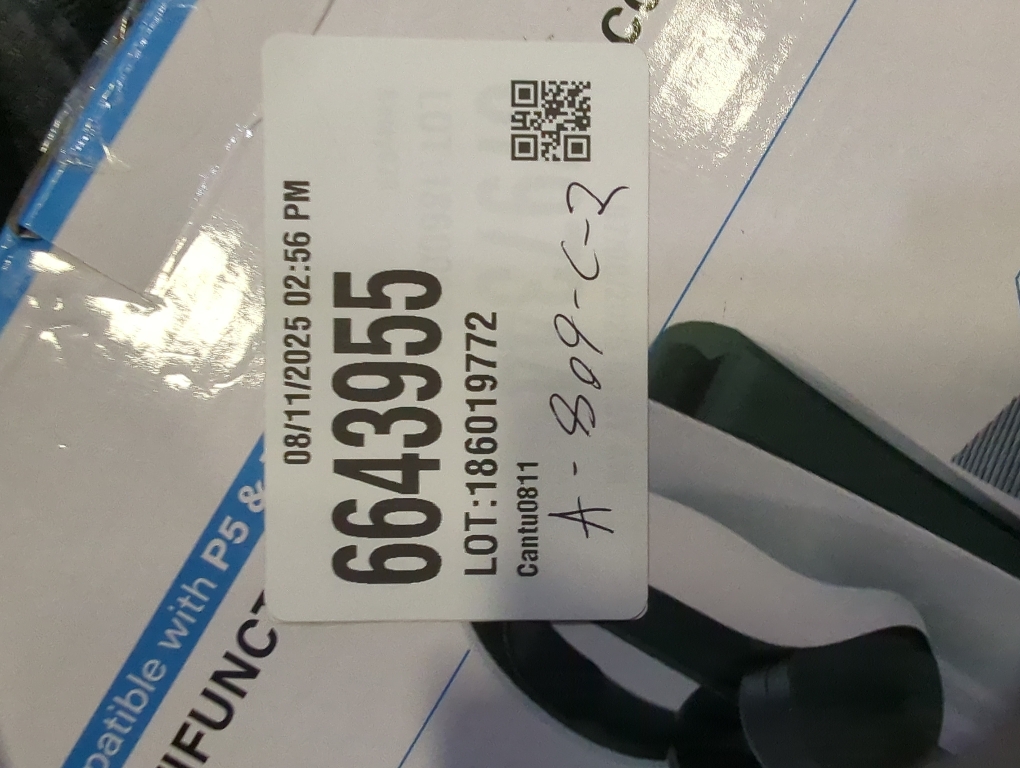 08/11/2025 02:56 PM
6643955
LOT:186019772
Cantu0811
A-809-C-2
patible with P5 &
IFUNCT